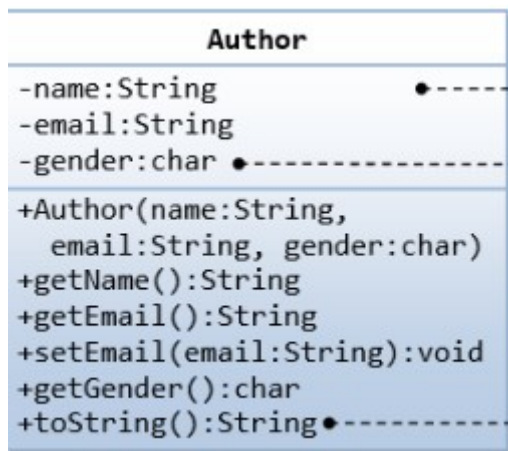 Author
-name:String
-email:String
-gender:char
+Author(name:String,
email:String, gender:char)
+getName():String
+getEmail():String
+setEmail(email:String):void
+getGender():char
+toString():String